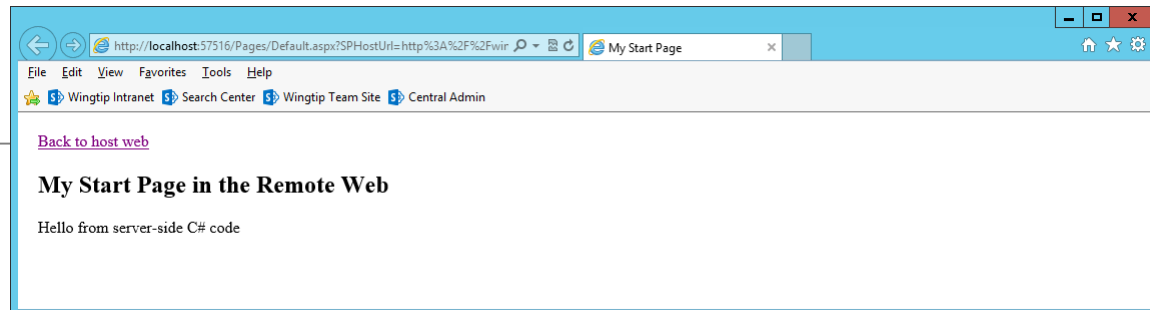 http://localhost:57516/Pages/Default.aspx?SPHostUrl=http%3A%2F%2Fwir
My Start Page
File Edit View Favorites Tools Help
Wingtip Intranet Search Center Wingtip Team Site Central Admin
Back to host web
My Start Page in the Remote Web
Hello from server-side C# code